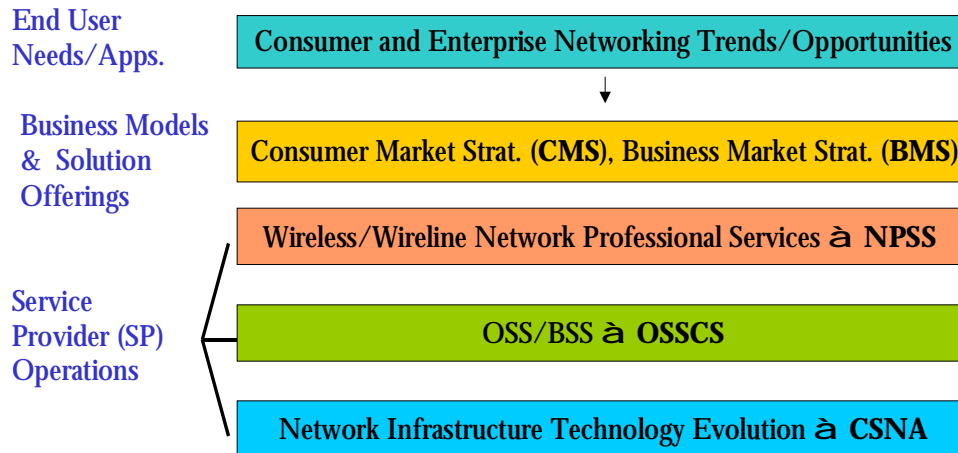 End User
Needs/Apps.
Consumer and Enterprise Networking Trends/Opportunities
Business Models
& Solution
Offerings
Consumer Market Strat. (CMS), Business Market Strat. (BMS)
Wireless/Wireline Network Professional Services à NPSS
Service
Provider (SP)
Operations
OSS/BSS à OSSCS
Network Infrastructure Technology Evolution à CSNA